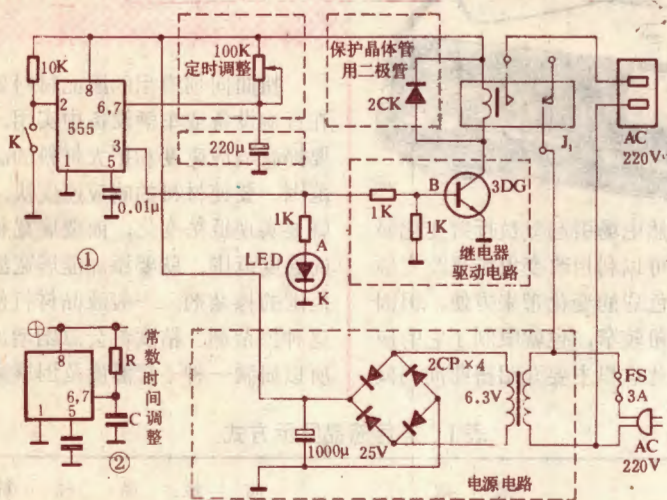 100K
定时调整
保护晶体管
用二极管
2CK
10K
8
2
6,7
555
3
1
5
K
220μ
0.01μ
J₁
AC
220V
B
3DG
1K
1K
1K
继电器
驱动电路
LED
A
K
①
8
R
6,7
1
5
C
常数
时间调整
②
2CP×4
6.3V
1000μ
25V
FS
3A
AC
220V
电源电路